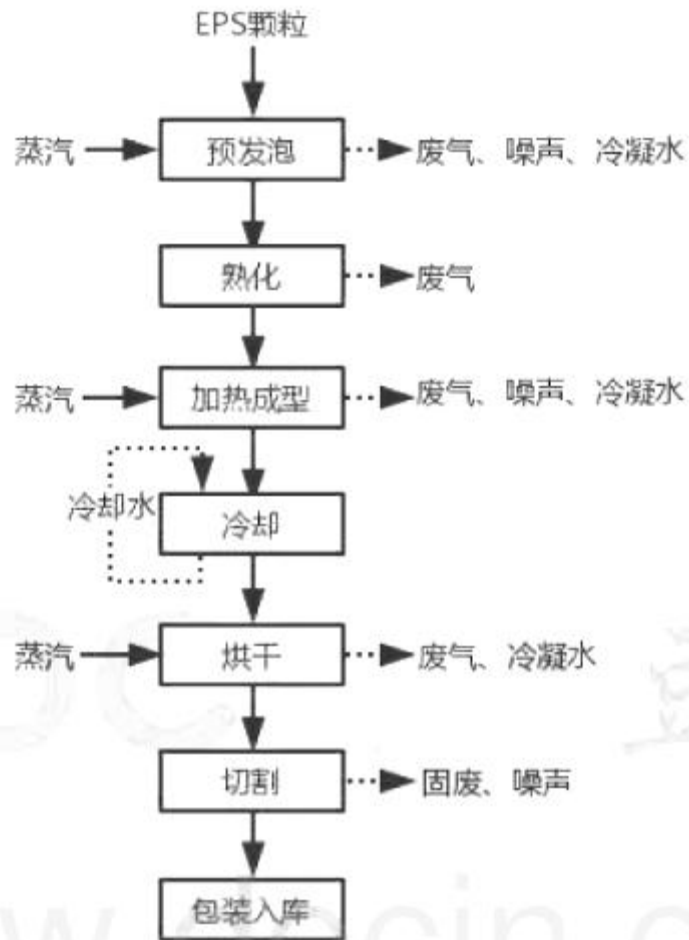 EPS颗粒
蒸汽 预发泡 废气、噪声、冷凝水
熟化 废气
蒸汽 加热成型 废气、噪声、冷凝水
冷却水
冷却
蒸汽 烘干 废气、冷凝水
切割 固废、噪声
包装入库